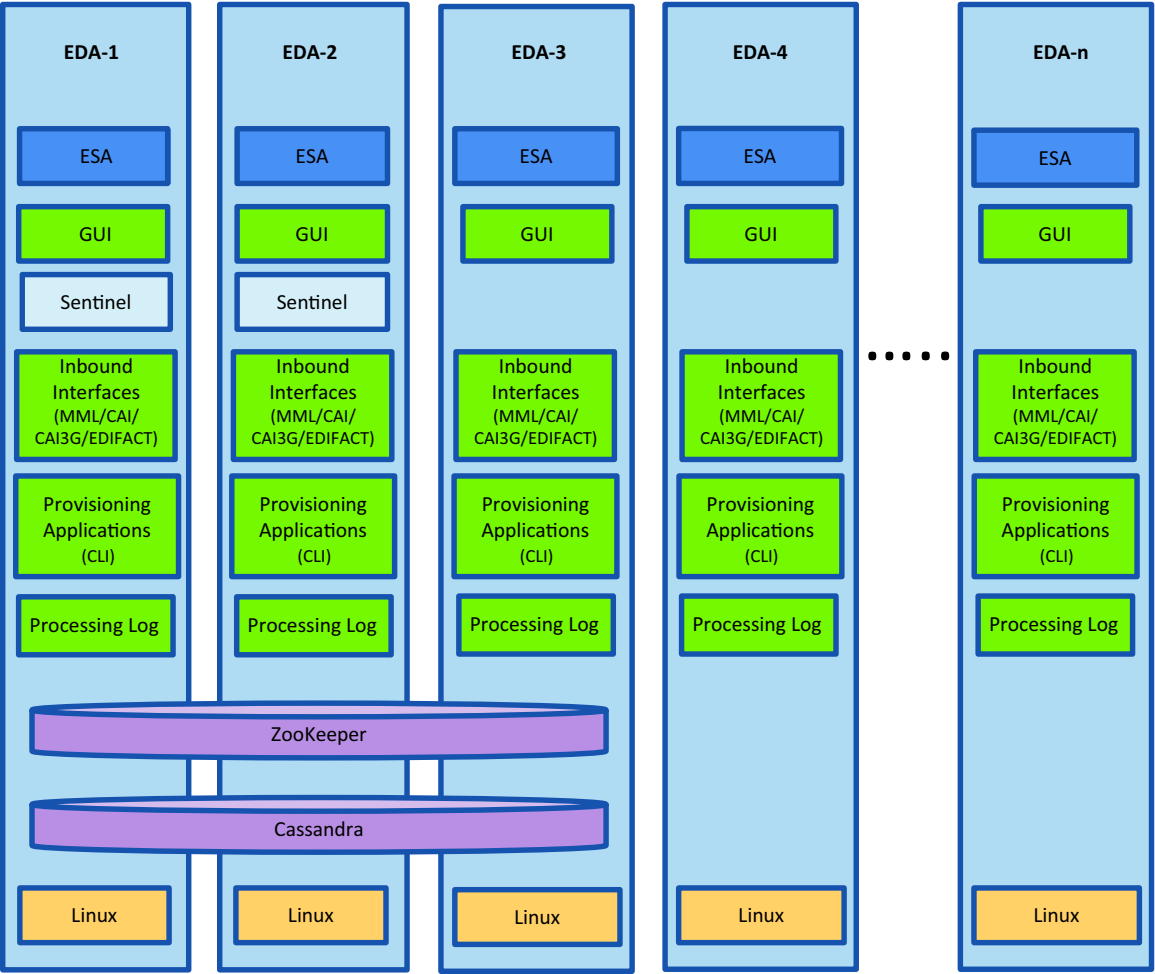 EDA-1
EDA-2
EDA-3
EDA-4
EDA-n
ESA
ESA
ESA
ESA
ESA
GUI
GUI
GUI
GUI
GUI
Sentinel
Sentinel
Inbound
Interfaces
(MML/CAI/
CAI3G/EDIFACT)
Inbound
Interfaces
(MML/CAI/
CAI3G/EDIFACT)
Inbound
Interfaces
(MML/CAI/
CAI3G/EDIFACT)
Inbound
Interfaces
(MML/CAI/
CAI3G/EDIFACT)
Inbound
Interfaces
(MML/CAI/
CAI3G/EDIFACT)
Provisioning
Applications
(CLI)
Provisioning
Applications
(CLI)
Provisioning
Applications
(CLI)
Provisioning
Applications
(CLI)
Provisioning
Applications
(CLI)
Processing Log
Processing Log
Processing Log
Processing Log
Processing Log
ZooKeeper
Cassandra
Linux
Linux
Linux
Linux
Linux